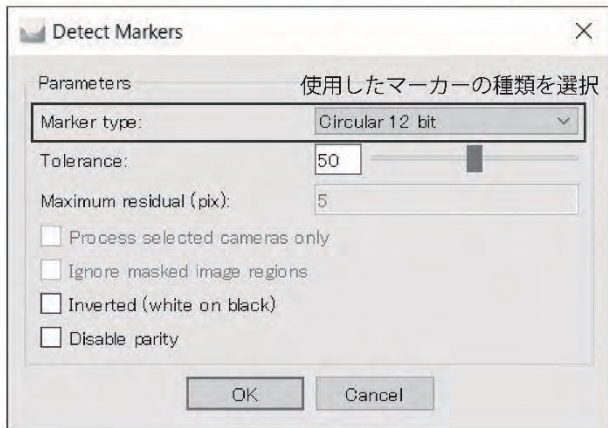 Detect Markers
Parameters 使用したマーカーの種類を選択
Marker type: Circular 12 bit
Tolerance: 50
Maximum residual (pix): 5
Process selected cameras only
Ignore masked image regions
Inverted (white on black)
Disable parity
OK Cancel